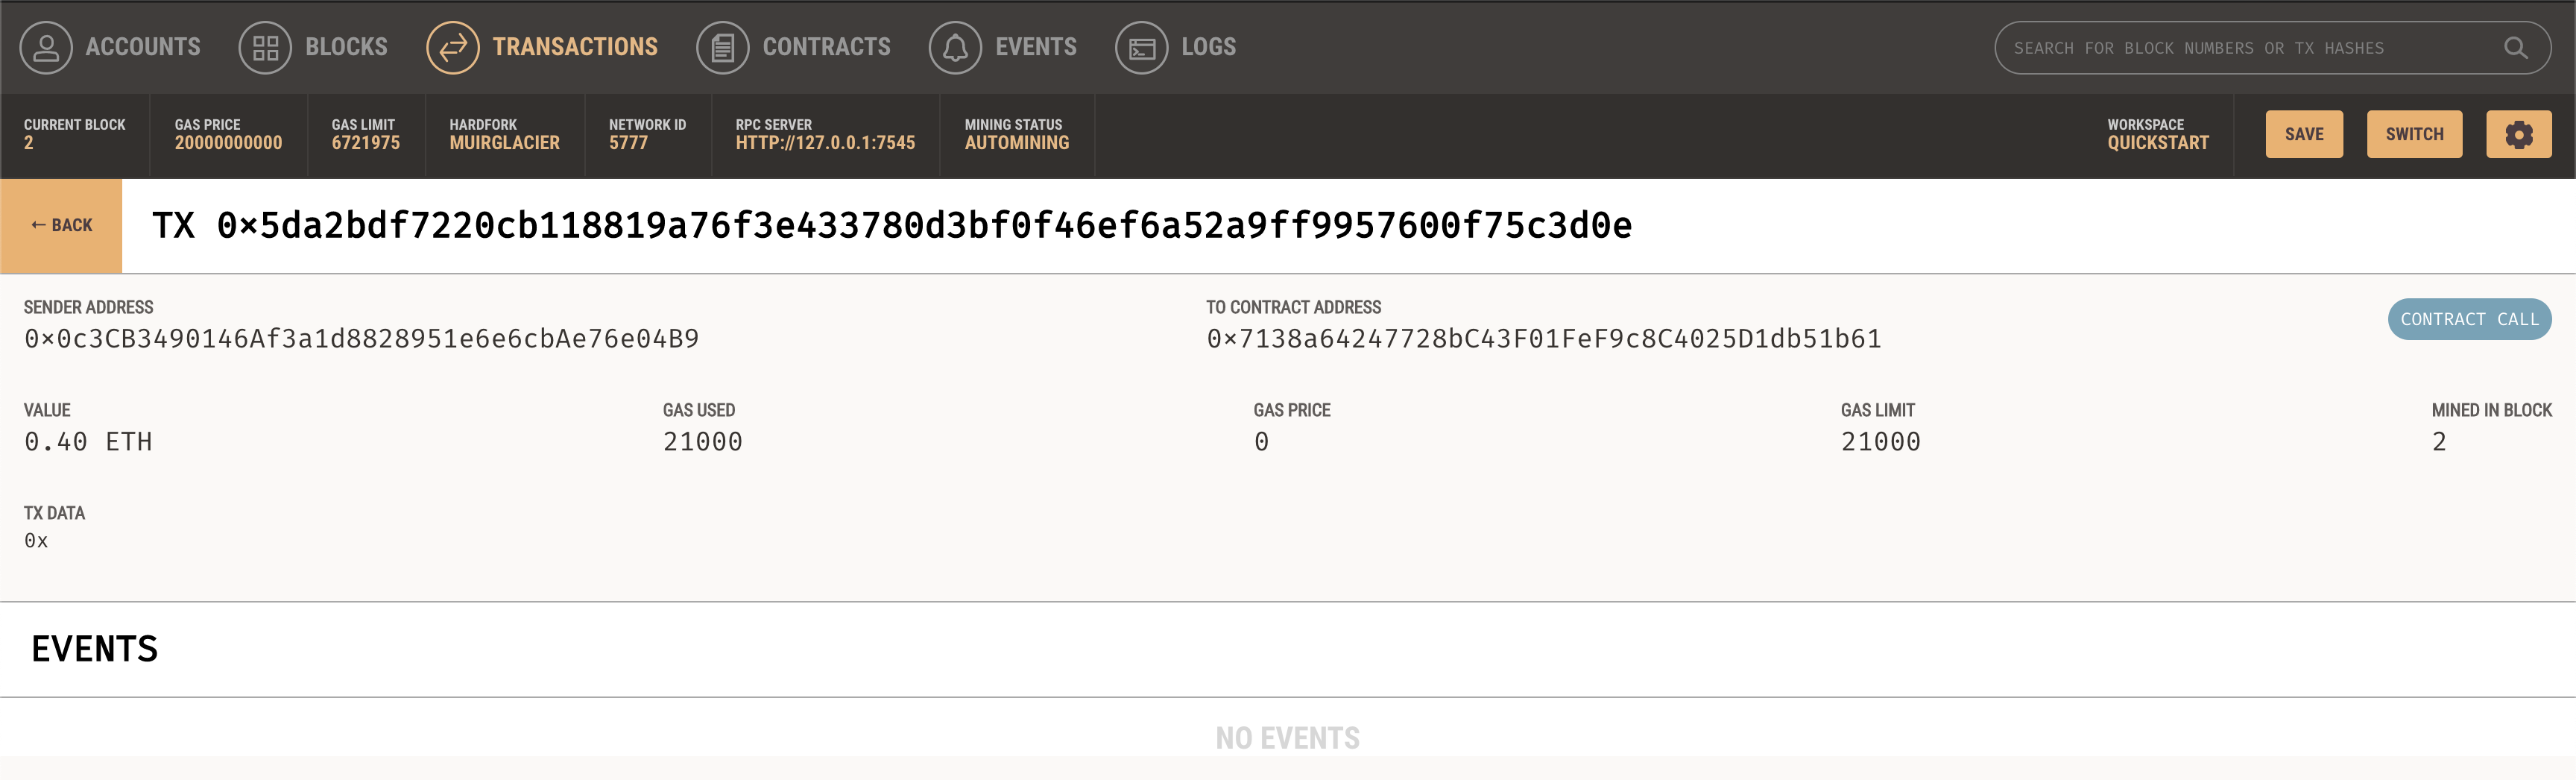 ACCOUNTS BLOCKS TRANSACTIONS CONTRACTS EVENTS LOGS SEARCH FOR BLOCK NUMBERS OR TX HASHES
CURRENT BLOCK GAS PRICE GAS LIMIT HARDFORK NETWORK ID RPC SERVER MINING STATUS WORKSPACE
2 20000000000 6721975 MUIRGLACIER 5777 HTTP://127.0.0.1:7545 AUTOMINING QUICKSTART SAVE SWITCH
← BACK TX 0×5da2bdf7220cb118819a76f3e433780d3bf0f46ef6a52a9ff9957600f75c3d0e
SENDER ADDRESS TO CONTRACT ADDRESS
0×0c3CB3490146Af3a1d8828951e6e6cbAe76e04B9 0×7138a64247728bC43F01FeF9c8C4025D1db51b61 CONTRACT CALL
VALUE GAS USED GAS PRICE GAS LIMIT MINED IN BLOCK
0.40 ETH 21000 0 21000 2
TX DATA
0x
EVENTS
NO EVENTS